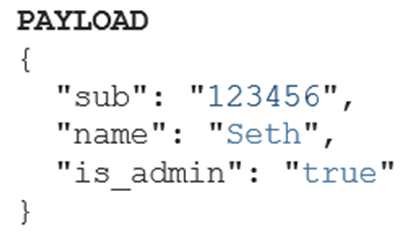 PAYLOAD
{
"sub": "123456",
"name": "Seth",
"is_admin": "true"
}